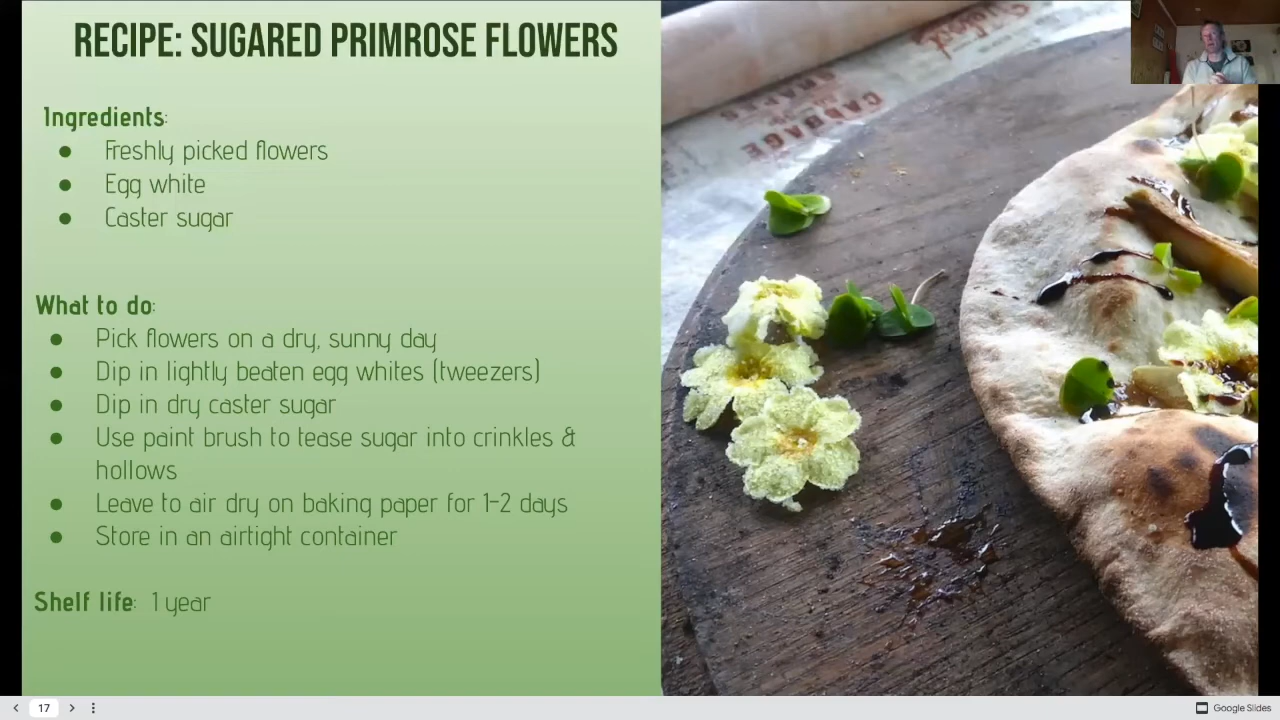 RECIPE: SUGARED PRIMROSE FLOWERS
Ingredients:
● Freshly picked flowers
● Egg white
● Caster sugar
What to do:
● Pick flowers on a dry, sunny day
● Dip in lightly beaten egg whites (tweezers)
● Dip in dry caster sugar
● Use paint brush to tease sugar into crinkles &
hollows
● Leave to air dry on baking paper for 1-2 days
● Store in an airtight container
Shelf life: 1 year
CABBAGE
17
Google Slides